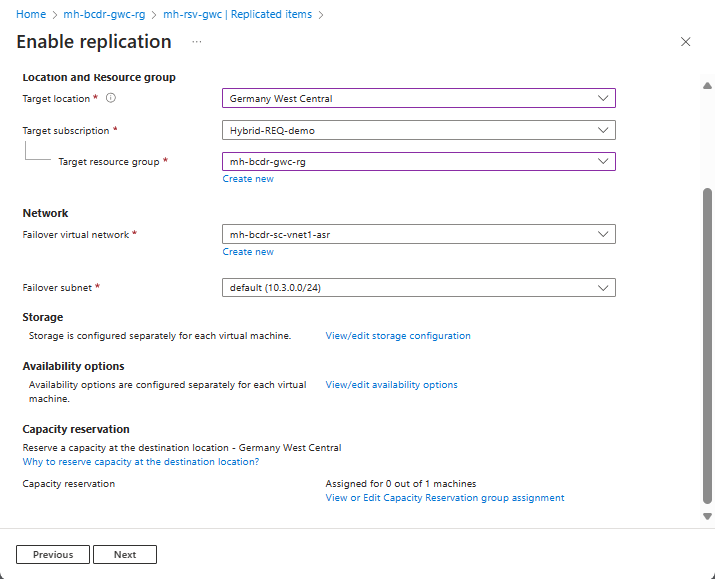 Home > mh-bcdr-gwc-rg > mh-rsv-gwc | Replicated items >
Enable replication ...
Location and Resource group
Target location * Germany West Central
Target subscription * Hybrid-REQ-demo
Target resource group * mh-bcdr-gwc-rg
Create new
Network
Failover virtual network * mh-bcdr-sc-vnet1-asr
Create new
Failover subnet * default (10.3.0.0/24)
Storage
Storage is configured separately for each virtual machine. View/edit storage configuration
Availability options
Availability options are configured separately for each virtual View/edit availability options
machine.
Capacity reservation
Reserve a capacity at the destination location - Germany West Central
Why to reserve capacity at the destination location?
Capacity reservation Assigned for 0 out of 1 machines
View or Edit Capacity Reservation group assignment
Previous Next